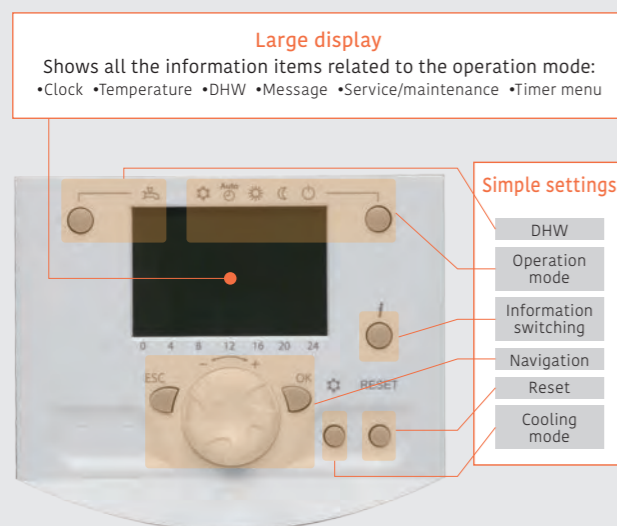 Large display
Shows all the information items related to the operation mode:
•Clock •Temperature •DHW •Message •Service/maintenance •Timer menu
Simple settings
DHW
Operation
mode
Information
switching
Navigation
Reset
Cooling
mode
Auto
i
0 4 8 12 16 20 24
- +
ESC OK
RESET